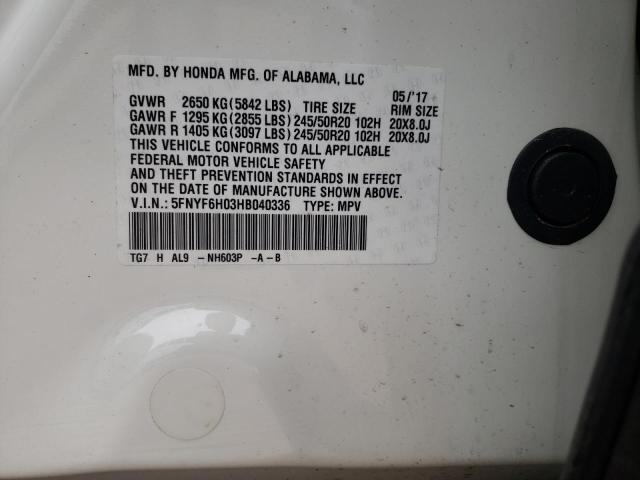 MFD. BY HONDA MFG. OF ALABAMA, LLC
05/'17
GVWR 2650 KG(5842 LBS) TIRE SIZE RIM SIZE
GAWR F 1295 KG(2855 LBS) 245/50R20 102H 20X8.0J
GAWR R 1405 KG(3097 LBS) 245/50R20 102H 20X8.0J
THIS VEHICLE CONFORMS TO ALL APPLICABLE
FEDERAL MOTOR VEHICLE SAFETY
AND THEFT PREVENTION STANDARDS IN EFFECT
ON THE DATE OF MANUFACTURE SHOWN ABOVE.
V.I.N.: 5FNYF6H03HB040336 TYPE: MPV
TG7 H AL9 -NH603P -A-B